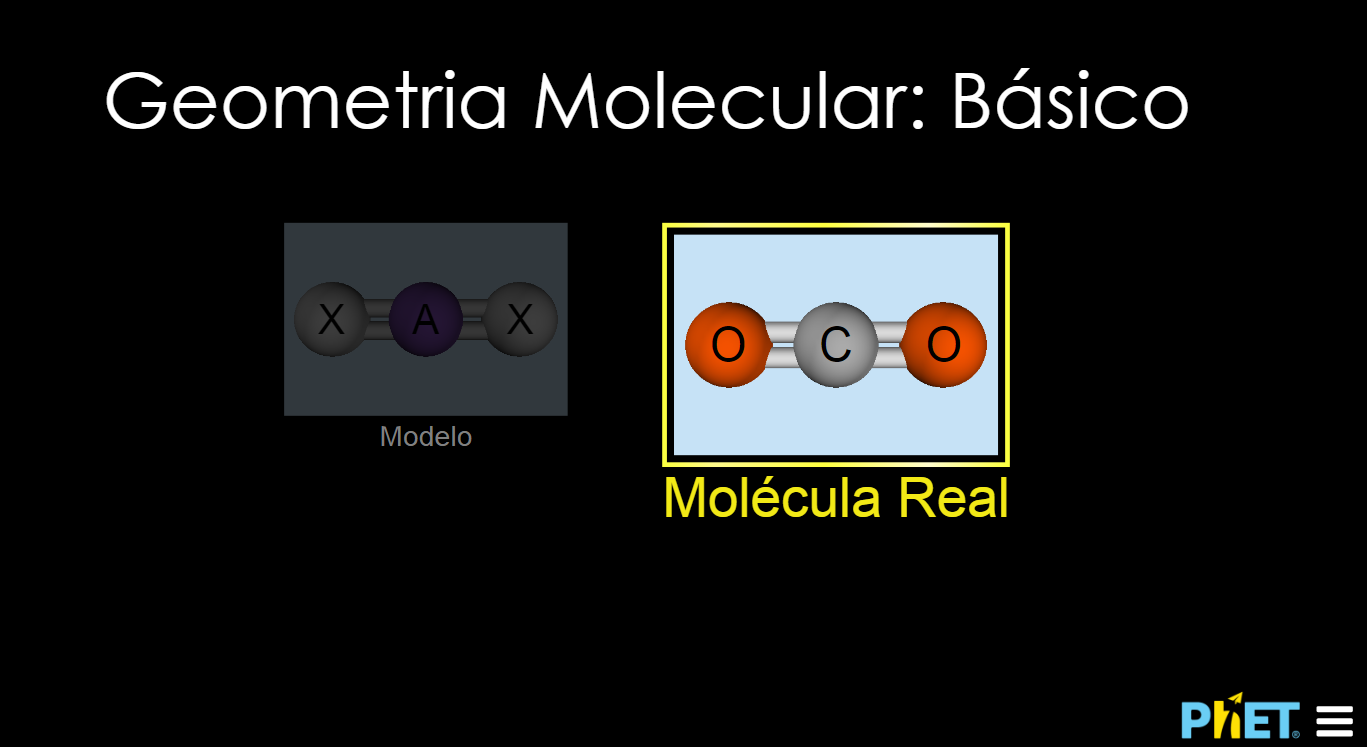 Geometria Molecular: Básico
X A X
O C O
Modelo
Molécula Real
PhET®